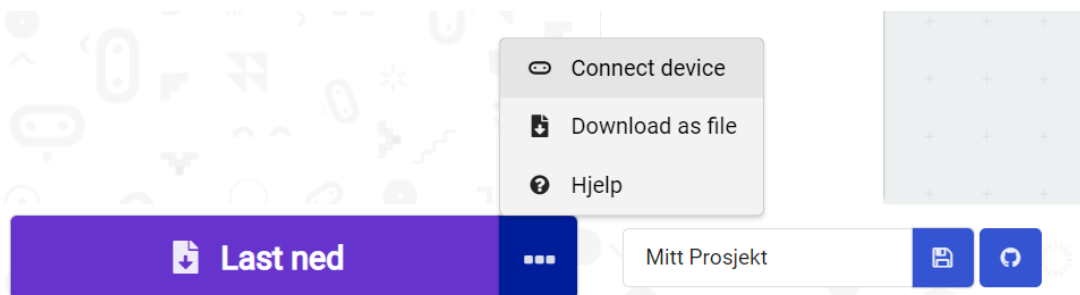 Connect device
Download as file
Hjelp
Last ned
Mitt Prosjekt